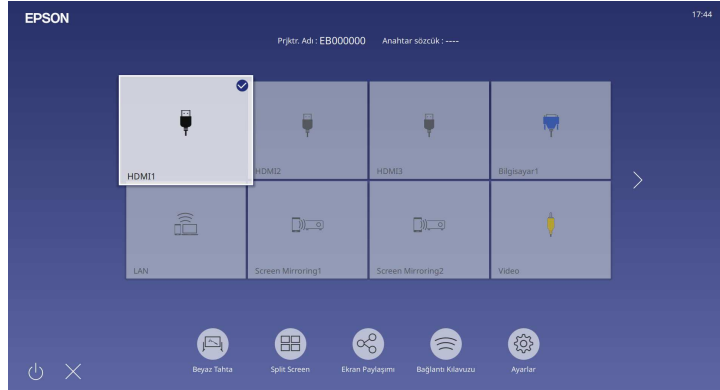 EPSON
17:44
Prjktr. Adı : EB000000 Anahtar sözcük : ----
HDMI1
HDMI2
HDMI3
Bilgisayar1
LAN
Screen Mirroring1
Screen Mirroring2
Video
Beyaz Tahta
Split Screen
Ekran Paylaşımı
Bağlantı Kılavuzu
Ayarlar